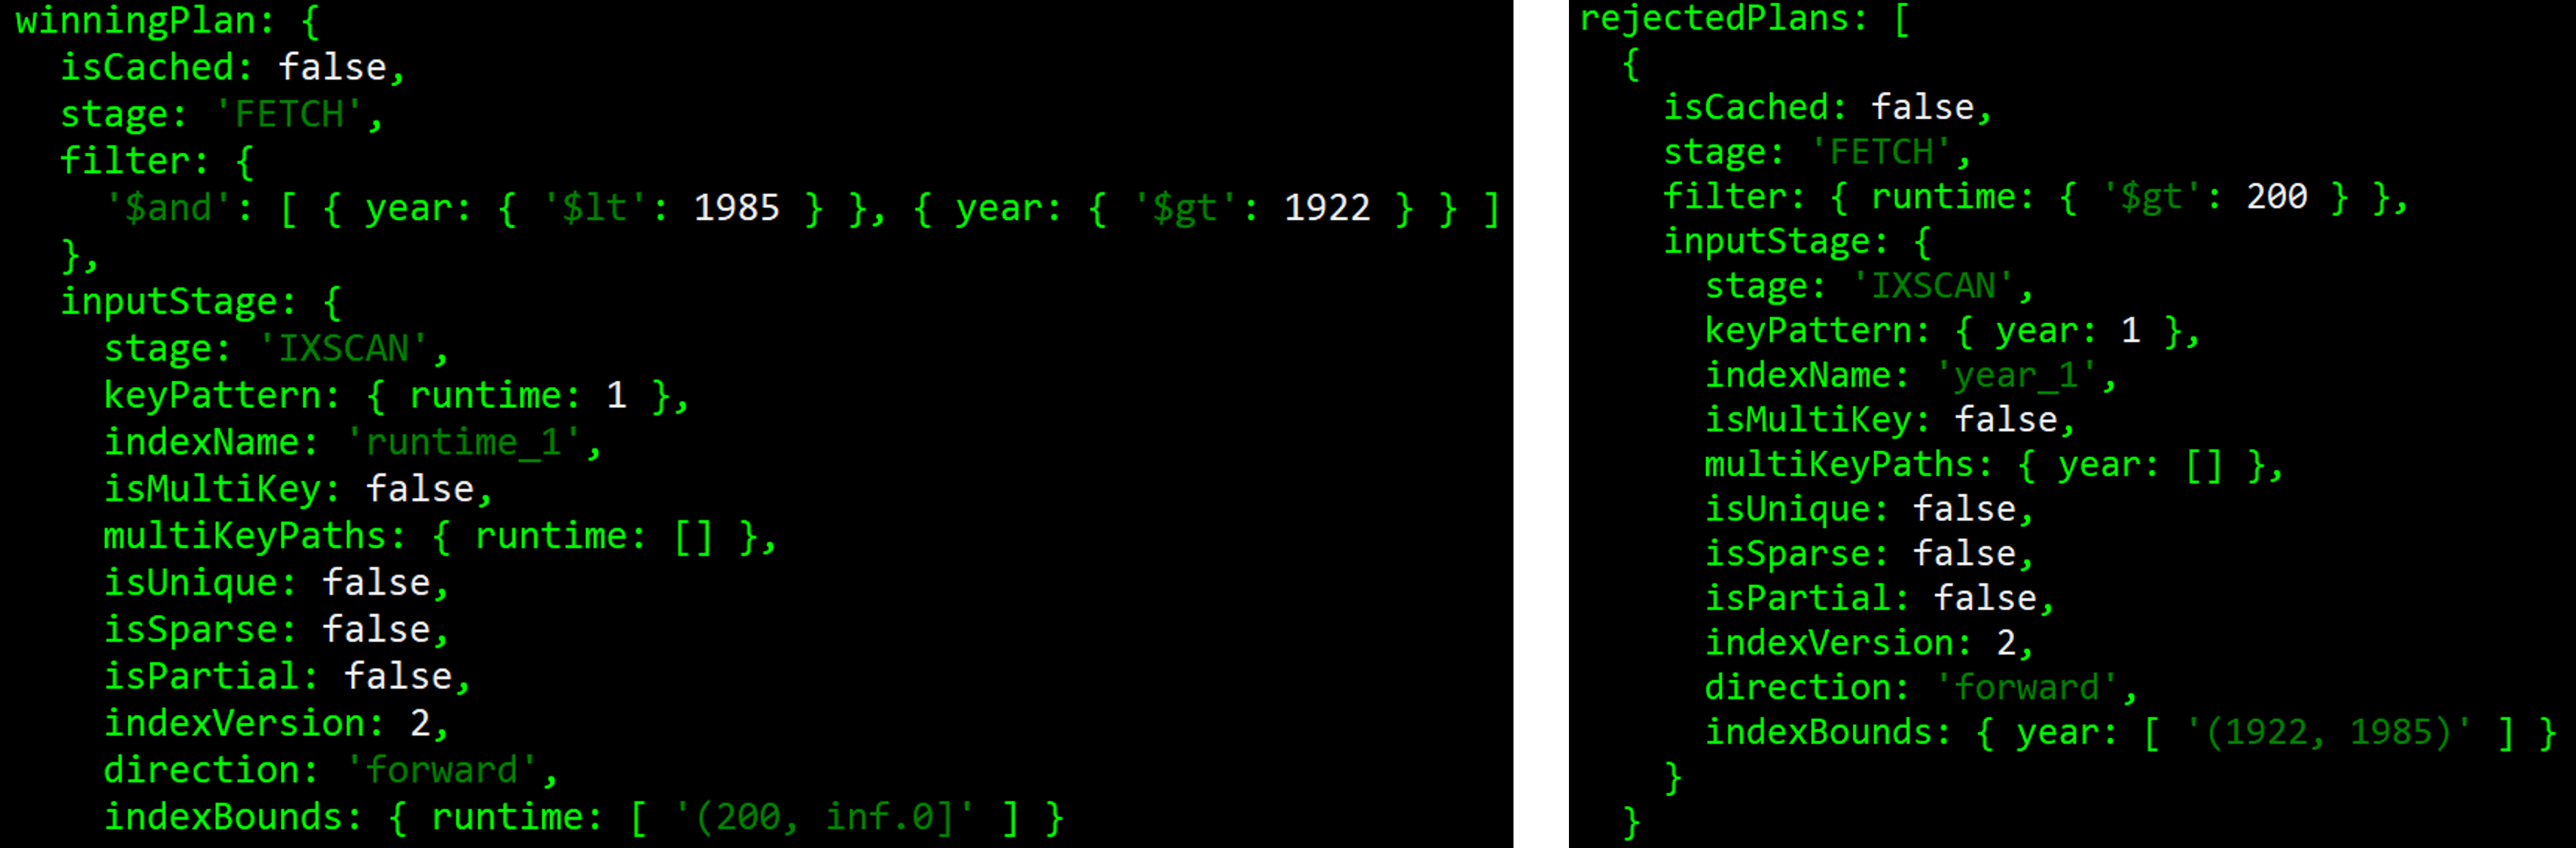 winningPlan: {
isCached: false,
stage: 'FETCH',
filter: {
'$and': [ { year: { '$lt': 1985 } }, { year: { '$gt': 1922 } } ]
},
inputStage: {
stage: 'IXSCAN',
keyPattern: { runtime: 1 },
indexName: 'runtime_1',
isMultiKey: false,
multiKeyPaths: { runtime: [] },
isUnique: false,
isSparse: false,
isPartial: false,
indexVersion: 2,
direction: 'forward',
indexBounds: { runtime: [ '(200, inf.0]' ] }
rejectedPlans: [
{
isCached: false,
stage: 'FETCH',
filter: { runtime: { '$gt': 200 } },
inputStage: {
stage: 'IXSCAN',
keyPattern: { year: 1 },
indexName: 'year_1',
isMultiKey: false,
multiKeyPaths: { year: [] },
isUnique: false,
isSparse: false,
isPartial: false,
indexVersion: 2,
direction: 'forward',
indexBounds: { year: [ '(1922, 1985)' ] }
}
}